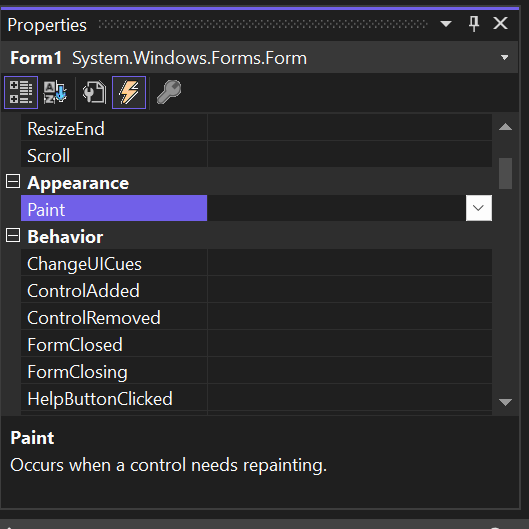 Properties
Form1 System.Windows.Forms.Form
ResizeEnd
Scroll
Appearance
Paint
Behavior
ChangeUICues
ControlAdded
ControlRemoved
FormClosed
FormClosing
HelpButtonClicked
Paint
Occurs when a control needs repainting.